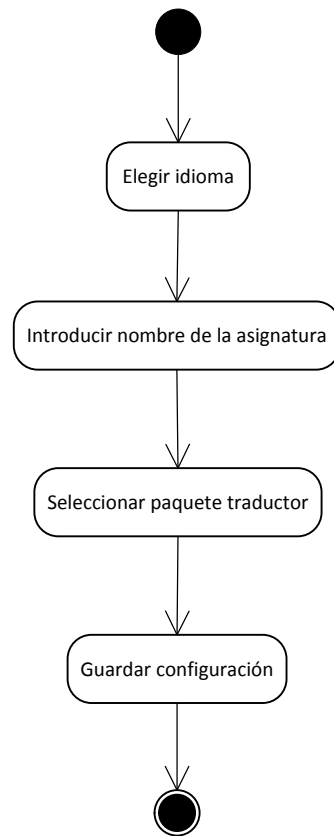 Elegir idioma
Introducir nombre de la asignatura
Seleccionar paquete traductor
Guardar configuración